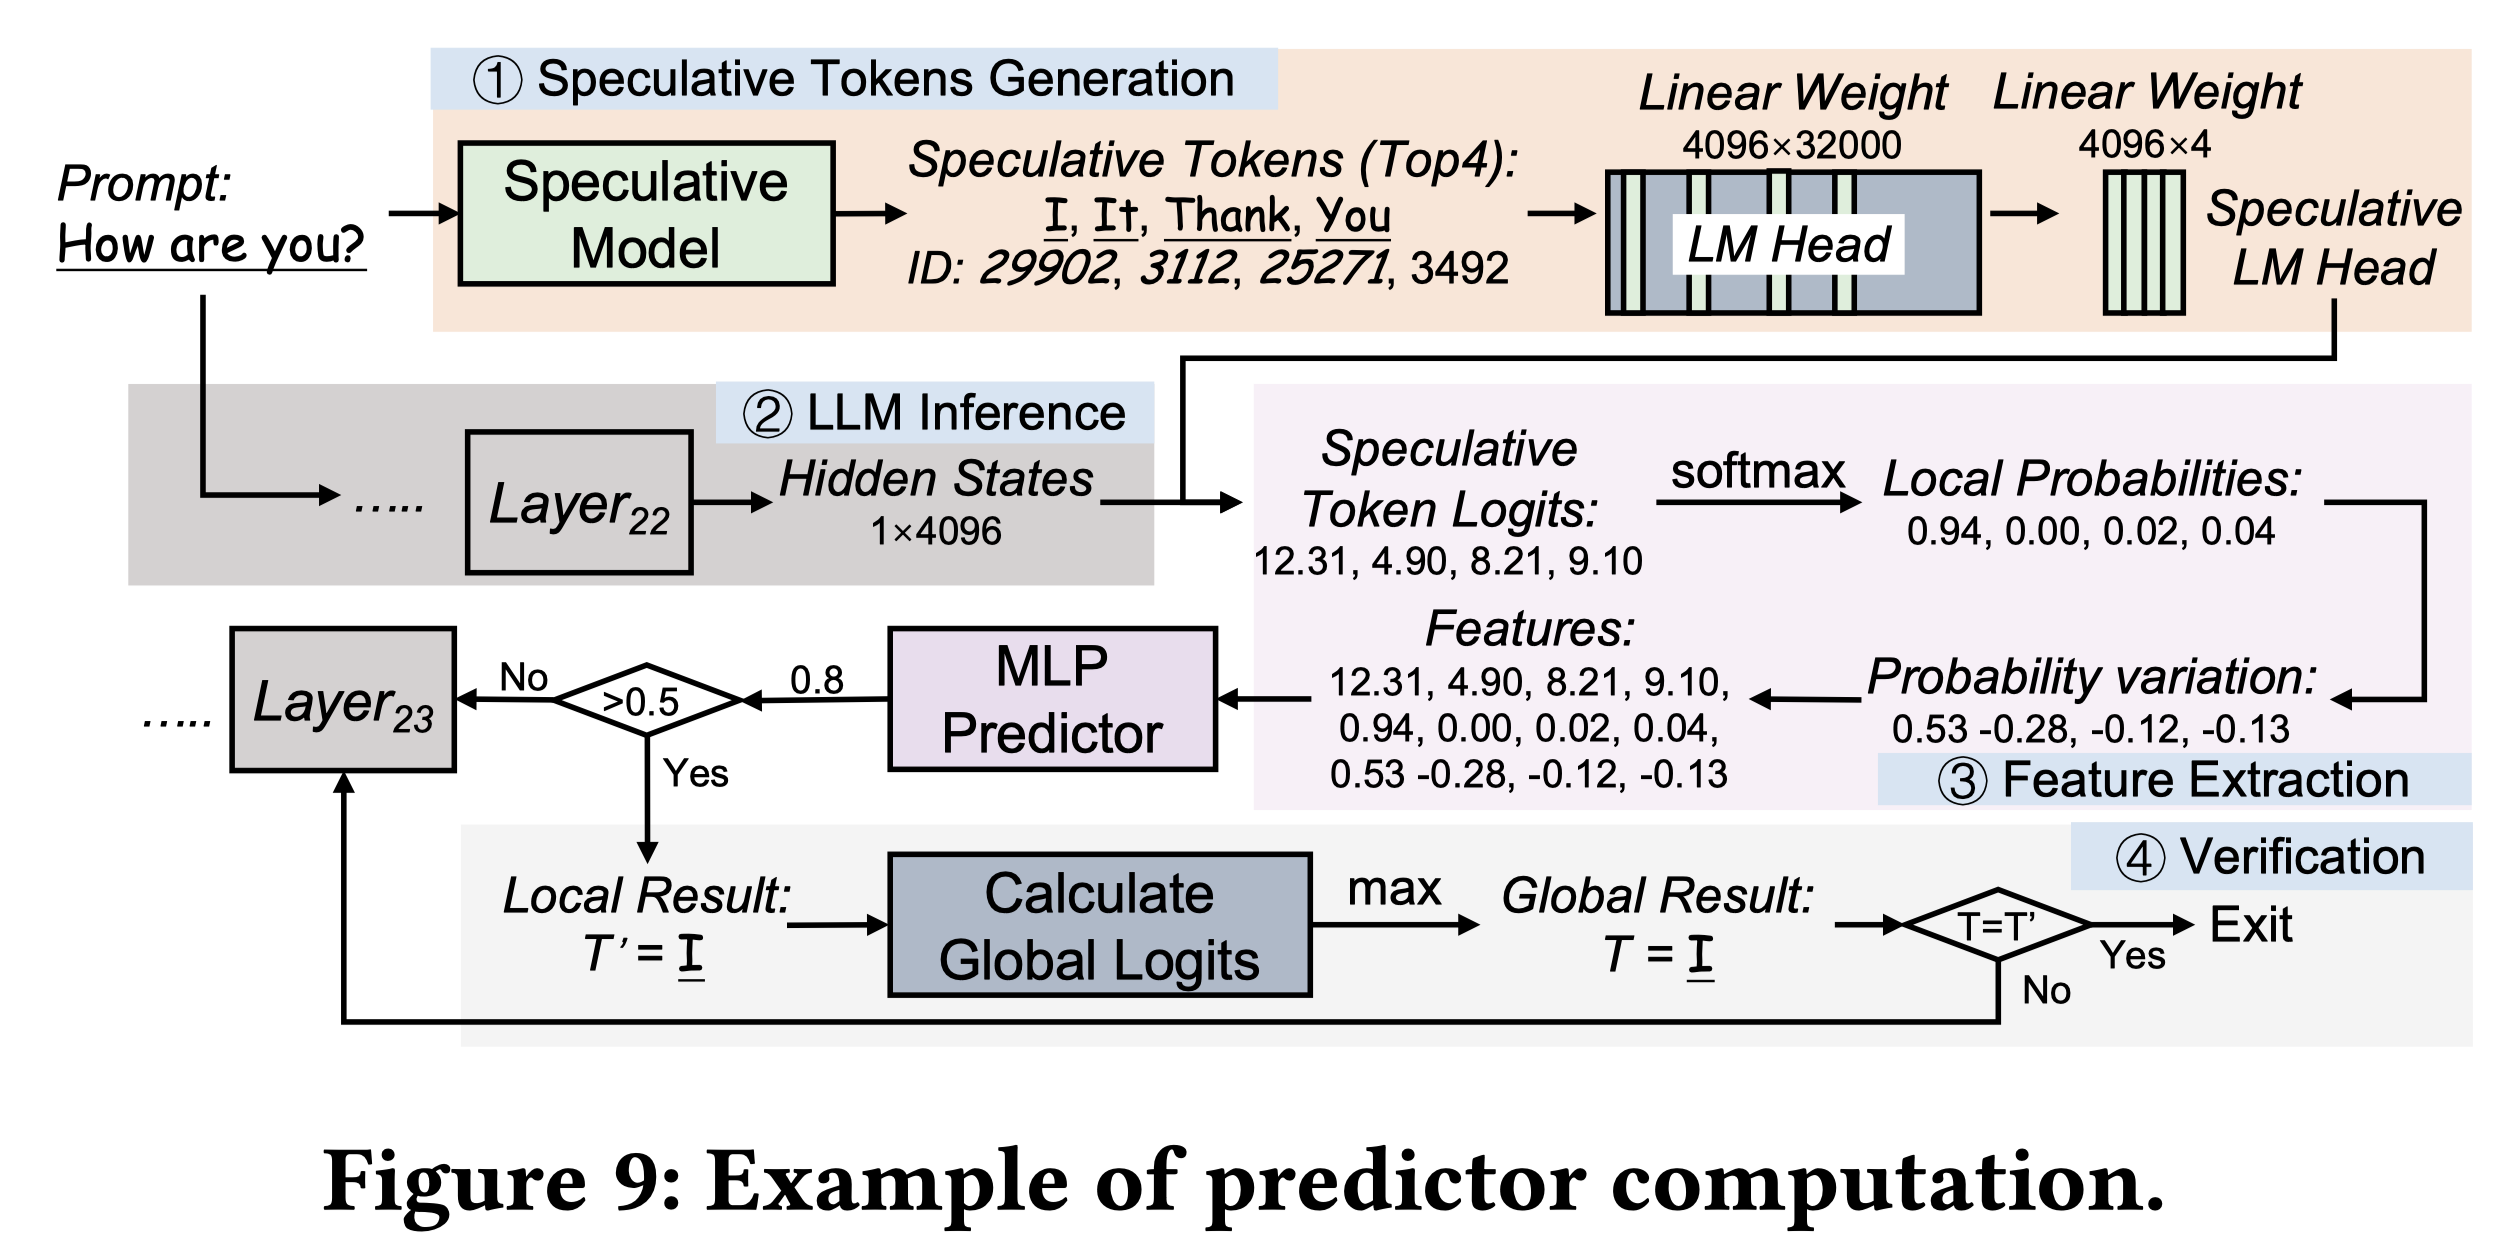 ① Speculative Tokens Generation
Prompt:
How are you?
Speculative
Model
Speculative Tokens (Top4):
I, It, Thank, You
ID: 29902, 3112, 25271, 3492
Linear Weight
4096×32000
LM Head
Linear Weight
4096×4
Speculative
LM Head
② LLM Inference
.....
Layer22
Hidden States
1×4096
Speculative
Token Logits:
12.31, 4.90, 8.21, 9.10
softmax
Local Probabilities:
0.94, 0.00, 0.02, 0.04
Probability Variation:
0.53 -0.28, -0.12, -0.13
③ Feature Extraction
Features:
12.31, 4.90, 8.21, 9.10,
0.94, 0.00, 0.02, 0.04,
0.53 -0.28, -0.12, -0.13
MLP
Predictor
0.8
>0.5
No
Yes
Layer23
.....
④ Verification
Local Result:
T' = I
Calculate
Global Logits
max
Global Result:
T = I
T=T'
Yes
No
Exit
Figure 9: Example of predictor computation.